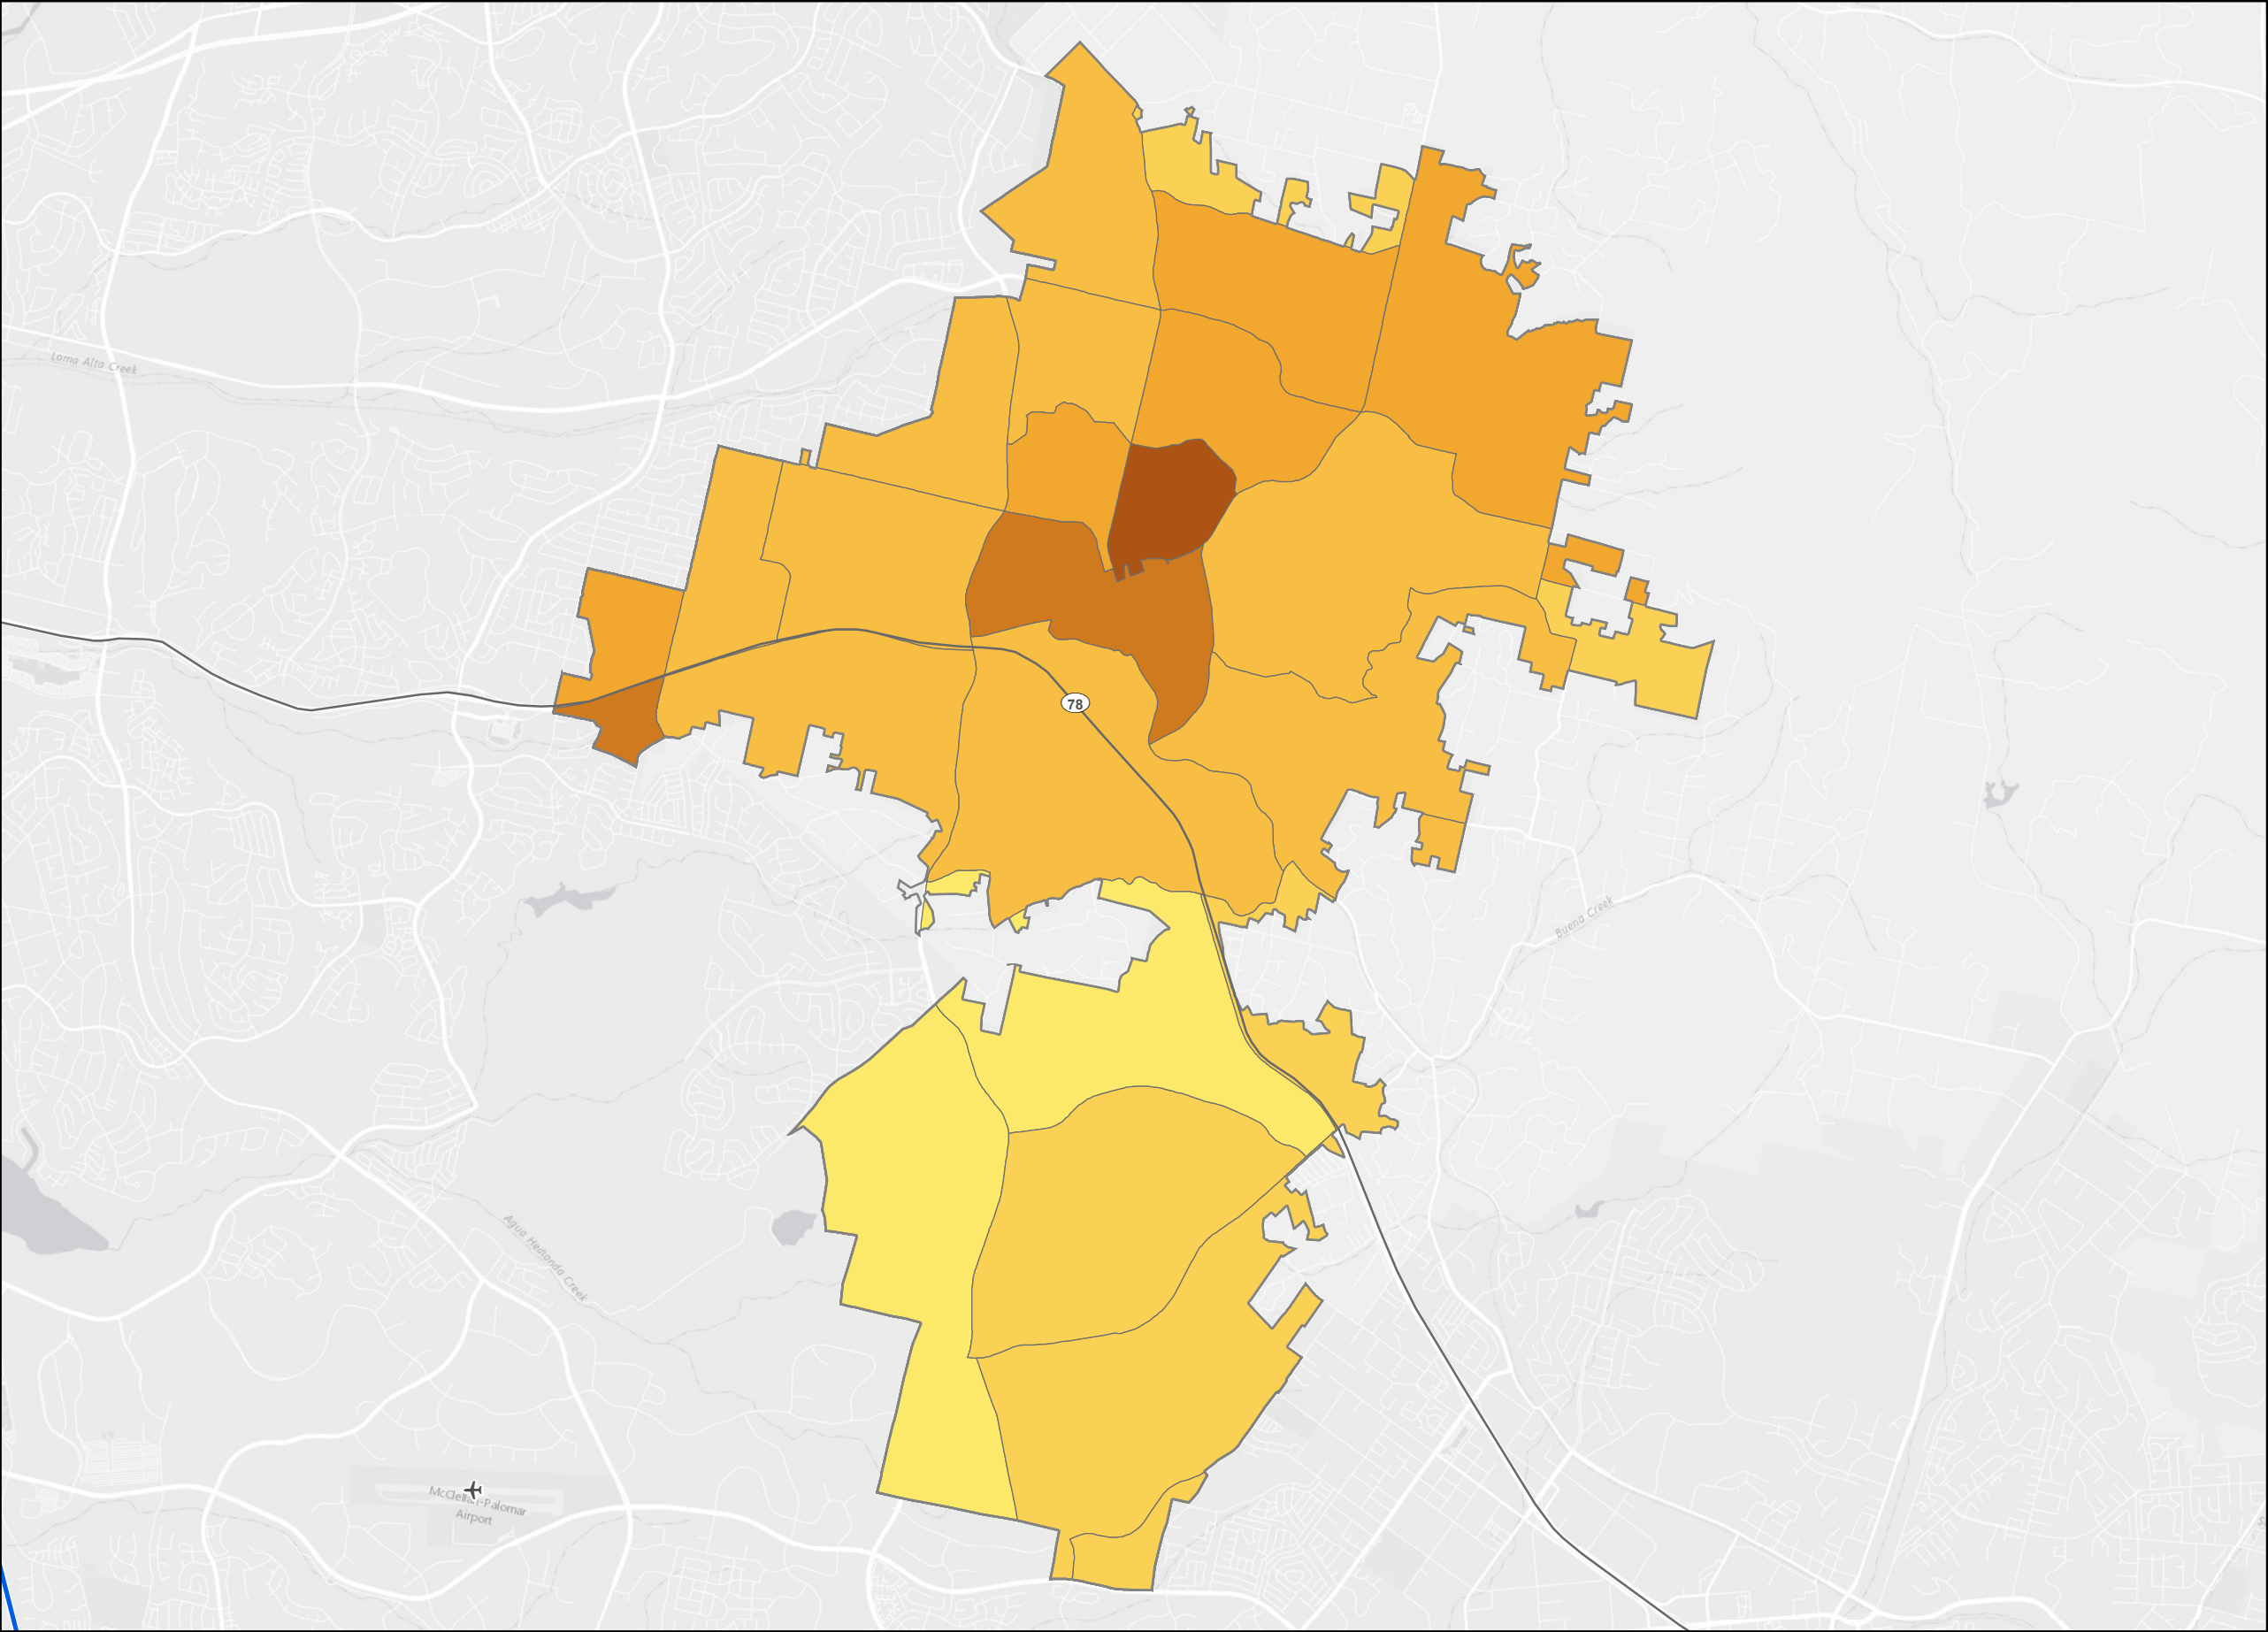 Loma Alta Creek
78
Buena Creek
Agua Hedionda Creek
McClellan-Palomar
Airport